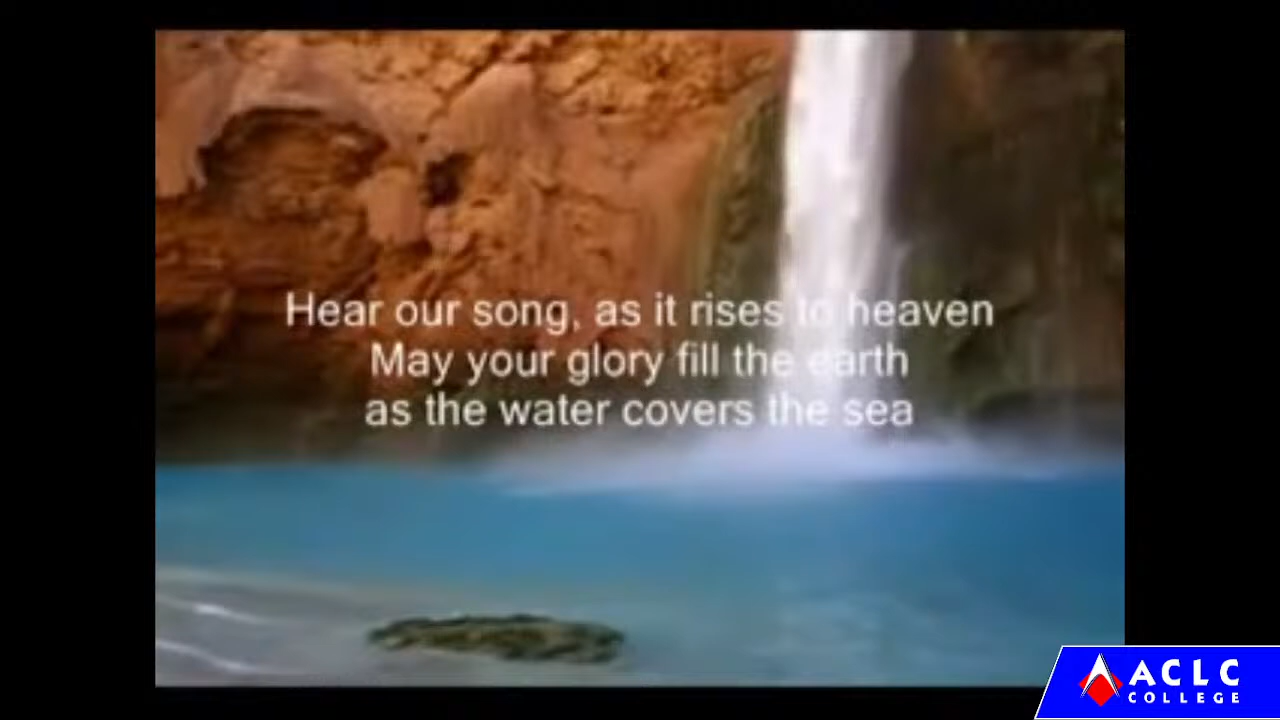 Hear our song, as it rises to heaven
May your glory fill the earth
as the water covers the sea
ACLC
COLLEGE